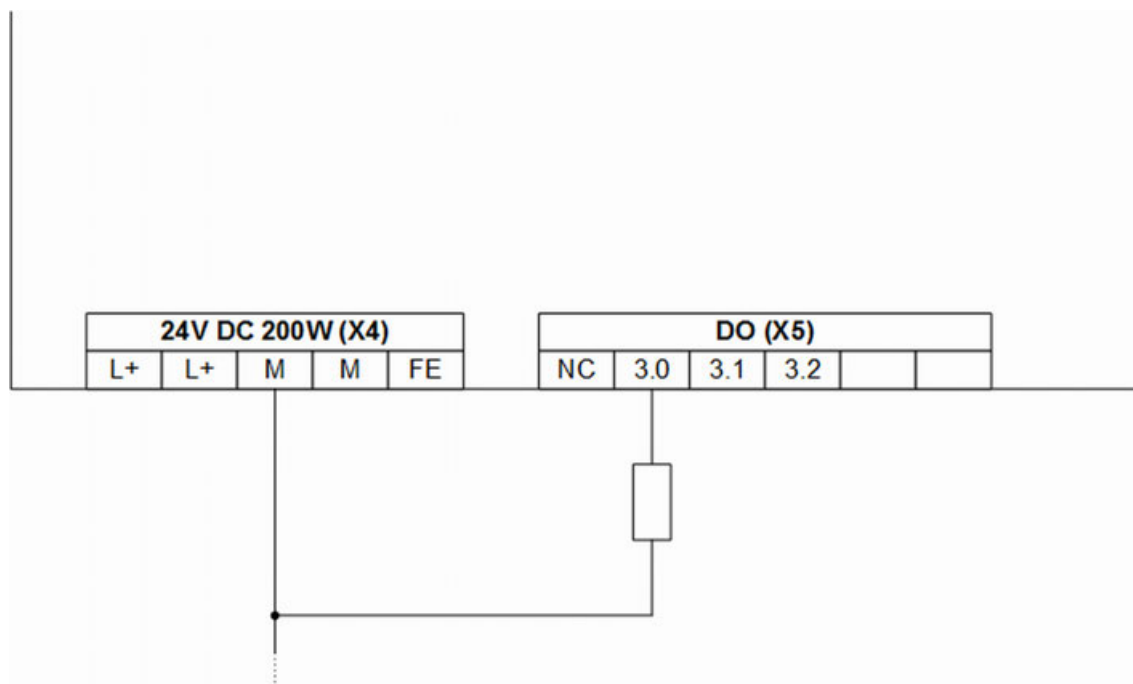 24V DC 200W (X4)
L+ L+ M M FE
DO (X5)
NC 3.0 3.1 3.2